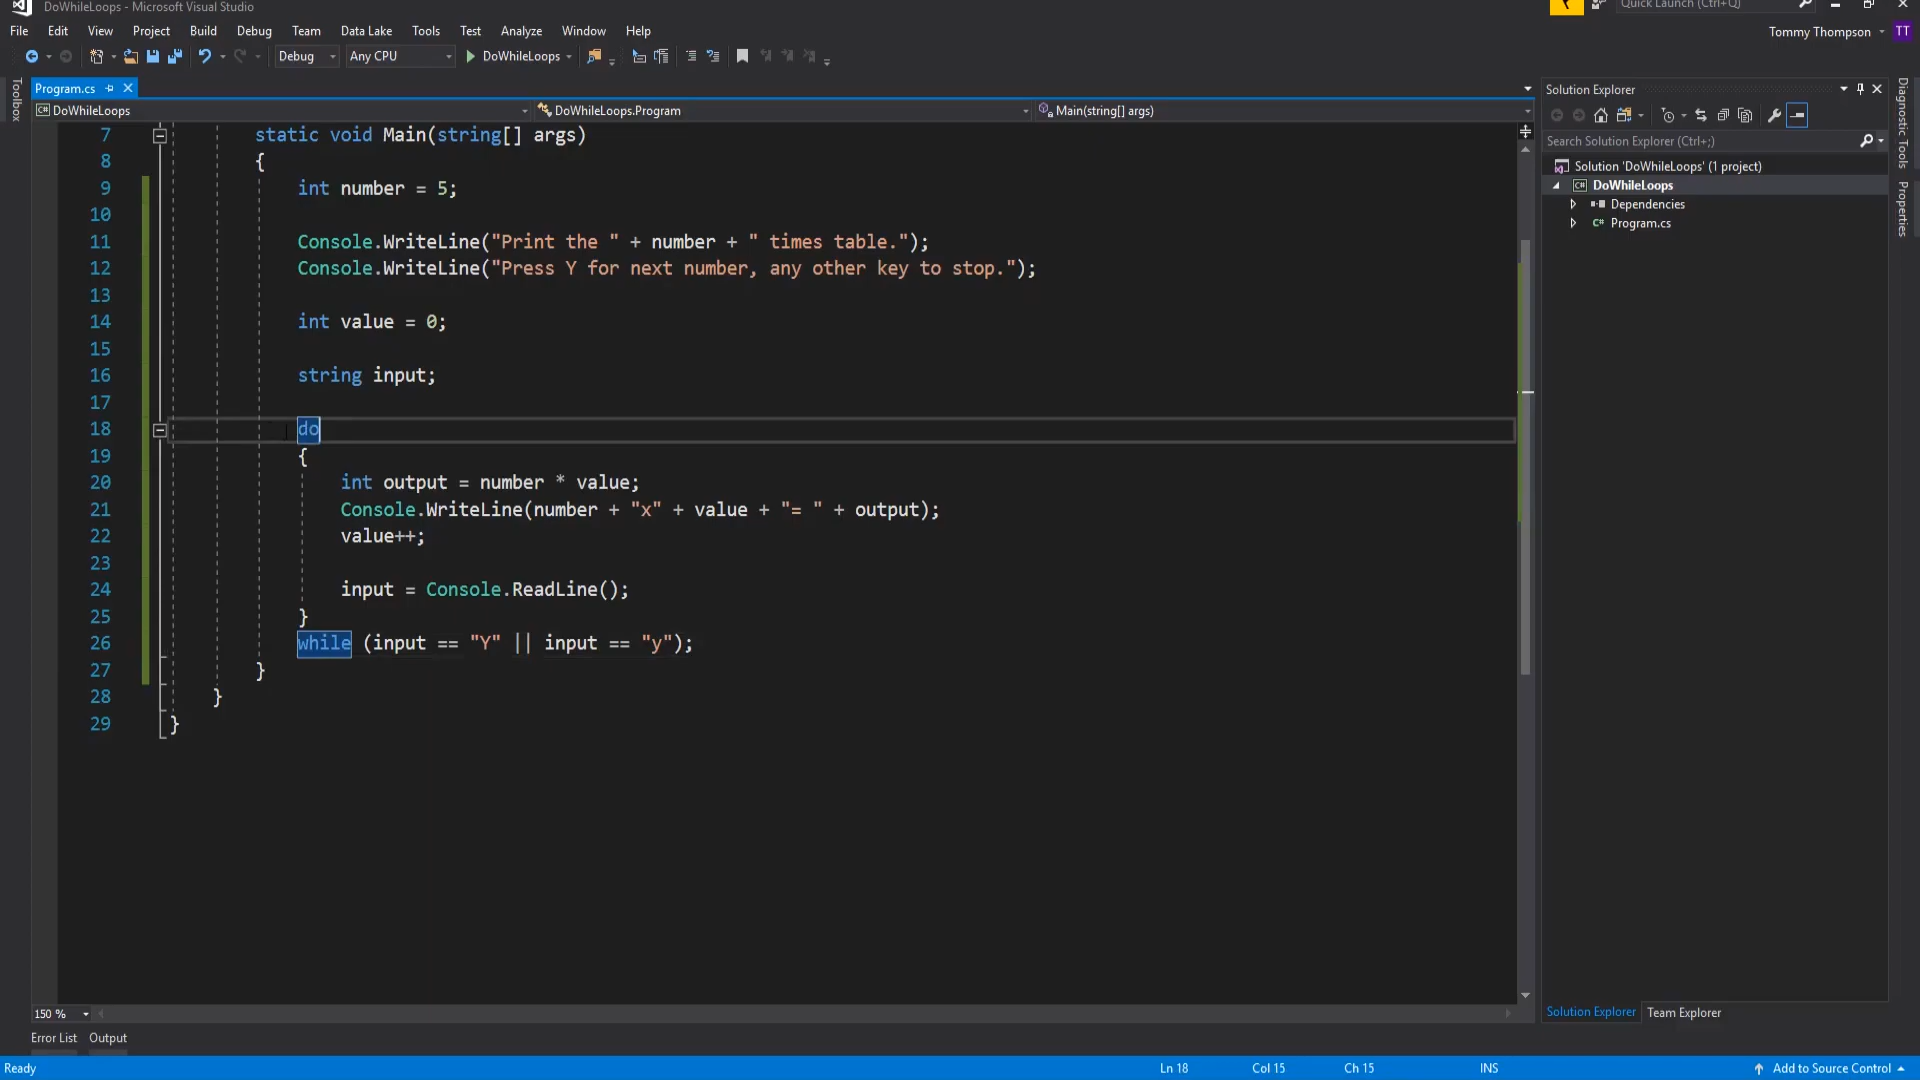 DoWhileLoops - Microsoft Visual Studio
Quick Launch (Ctrl+Q)
File Edit View Project Build Debug Team Data Lake Tools Test Analyze Window Help
Tommy Thompson TT
Debug Any CPU DoWhileLoops
Toolbox
Program.cs
DoWhileLoops DoWhileLoops.Program Main(string[] args)
7 static void Main(string[] args)
8 {
9 int number = 5;
10
11 Console.WriteLine("Print the " + number + " times table.");
12 Console.WriteLine("Press Y for next number, any other key to stop.");
13
14 int value = 0;
15
16 string input;
17
18 do
19 {
20 int output = number * value;
21 Console.WriteLine(number + "x" + value + "= " + output);
22 value++;
23
24 input = Console.ReadLine();
25 }
26 while (input == "Y" || input == "y");
27 }
28 }
29 }
150 %
Solution Explorer
Search Solution Explorer (Ctrl+;)
Solution 'DoWhileLoops' (1 project)
C# DoWhileLoops
Dependencies
C# Program.cs
Solution Explorer Team Explorer
Diagnostic Tools
Properties
Error List Output
Ready Ln 18 Col 15 Ch 15 INS Add to Source Control